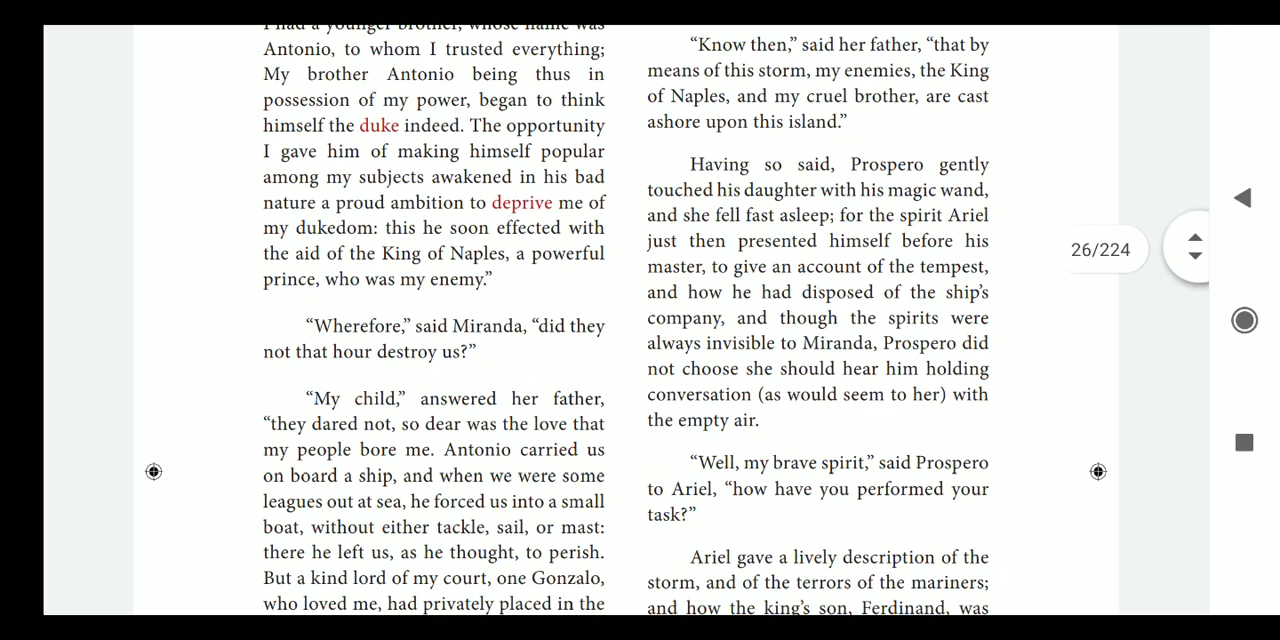 I had a younger brother, whose name was
Antonio, to whom I trusted everything;
My brother Antonio being thus in
possession of my power, began to think
himself the duke indeed. The opportunity
I gave him of making himself popular
among my subjects awakened in his bad
nature a proud ambition to deprive me of
my dukedom: this he soon effected with
the aid of the King of Naples, a powerful
prince, who was my enemy.”
“Wherefore,” said Miranda, “did they
not that hour destroy us?”
“My child,” answered her father,
“they dared not, so dear was the love that
my people bore me. Antonio carried us
on board a ship, and when we were some
leagues out at sea, he forced us into a small
boat, without either tackle, sail, or mast:
there he left us, as he thought, to perish.
But a kind lord of my court, one Gonzalo,
who loved me, had privately placed in the
“Know then,” said her father, “that by
means of this storm, my enemies, the King
of Naples, and my cruel brother, are cast
ashore upon this island.”
Having so said, Prospero gently
touched his daughter with his magic wand,
and she fell fast asleep; for the spirit Ariel
just then presented himself before his
master, to give an account of the tempest,
and how he had disposed of the ship’s
company, and though the spirits were
always invisible to Miranda, Prospero did
not choose she should hear him holding
conversation (as would seem to her) with
the empty air.
“Well, my brave spirit,” said Prospero
to Ariel, “how have you performed your
task?”
Ariel gave a lively description of the
storm, and of the terrors of the mariners;
and how the king’s son, Ferdinand, was
26/224